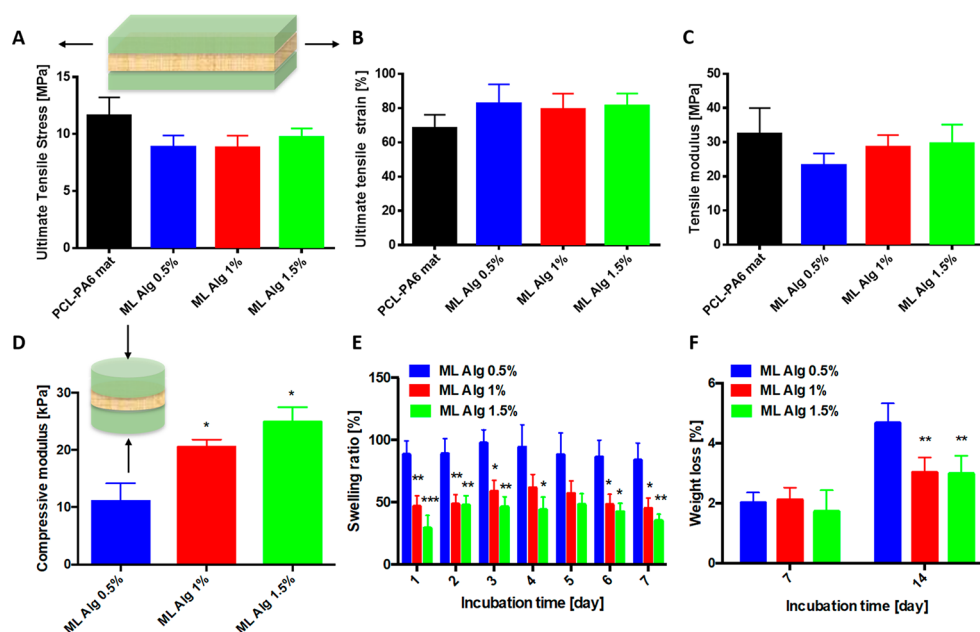 A
B
C
Ultimate Tensile Stress [MPa]
15
10
5
0
PCL-PA6 mat
ML Alg 0.5%
ML Alg 1%
ML Alg 1.5%
Ultimate tensile strain [%]
100
80
60
40
20
0
PCL-PA6 mat
ML Alg 0.5%
ML Alg 1%
ML Alg 1.5%
Tensile modulus [MPa]
50
40
30
20
10
0
PCL-PA6 mat
ML Alg 0.5%
ML Alg 1%
ML Alg 1.5%
D
E
F
Compressive modulus [kPa]
30
20
10
0
*
*
ML Alg 0.5%
ML Alg 1%
ML Alg 1.5%
ML Alg 0.5%
ML Alg 1%
ML Alg 1.5%
Swelling ratio [%]
150
100
50
0
** *** ** ** * * * * * * **
1 2 3 4 5 6 7
Incubation time [day]
ML Alg 0.5%
ML Alg 1%
ML Alg 1.5%
Weight loss [%]
6
4
2
0
** **
7 14
Incubation time [day]